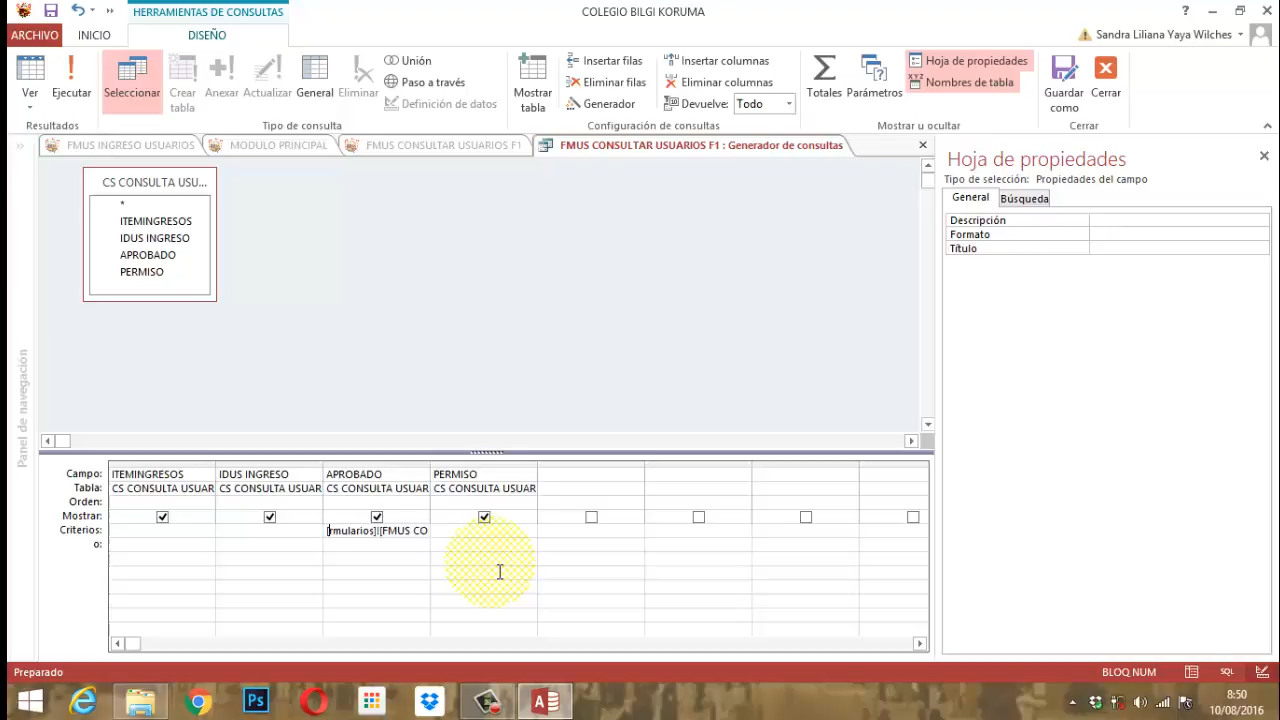 HERRAMIENTAS DE CONSULTAS
COLEGIO BILGI KORUMA
ARCHIVO INICIO DISEÑO
Sandra Liliana Yaya Wilches
Ver
Ejecutar
Seleccionar
Crear tabla
Anexar
Actualizar
General
Eliminar
Unión
Paso a través
Definición de datos
Mostrar tabla
Insertar filas
Eliminar filas
Generador
Insertar columnas
Eliminar columnas
Devuelve: Todo
Totales
Parámetros
Hoja de propiedades
Nombres de tabla
Guardar como
Cerrar
Resultados
Tipo de consulta
Configuración de consultas
Mostrar u ocultar
Cerrar
FMUS INGRESO USUARIOS
MODULO PRINCIPAL
FMUS CONSULTAR USUARIOS F1
FMUS CONSULTAR USUARIOS F1 : Generador de consultas
Panel de navegación
CS CONSULTA USU...
*
ITEMINGRESOS
IDUS INGRESO
APROBADO
PERMISO
Hoja de propiedades
Tipo de selección: Propiedades del campo
General Búsqueda
Descripción
Formato
Título
Campo: ITEMINGRESOS IDUS INGRESO APROBADO PERMISO
Tabla: CS CONSULTA USUAR CS CONSULTA USUAR CS CONSULTA USUAR CS CONSULTA USUAR
Orden:
Mostrar:
Criterios: rmularios]![FMUS CO
o:
Preparado
BLOQ NUM
SQL
8:50
10/08/2016